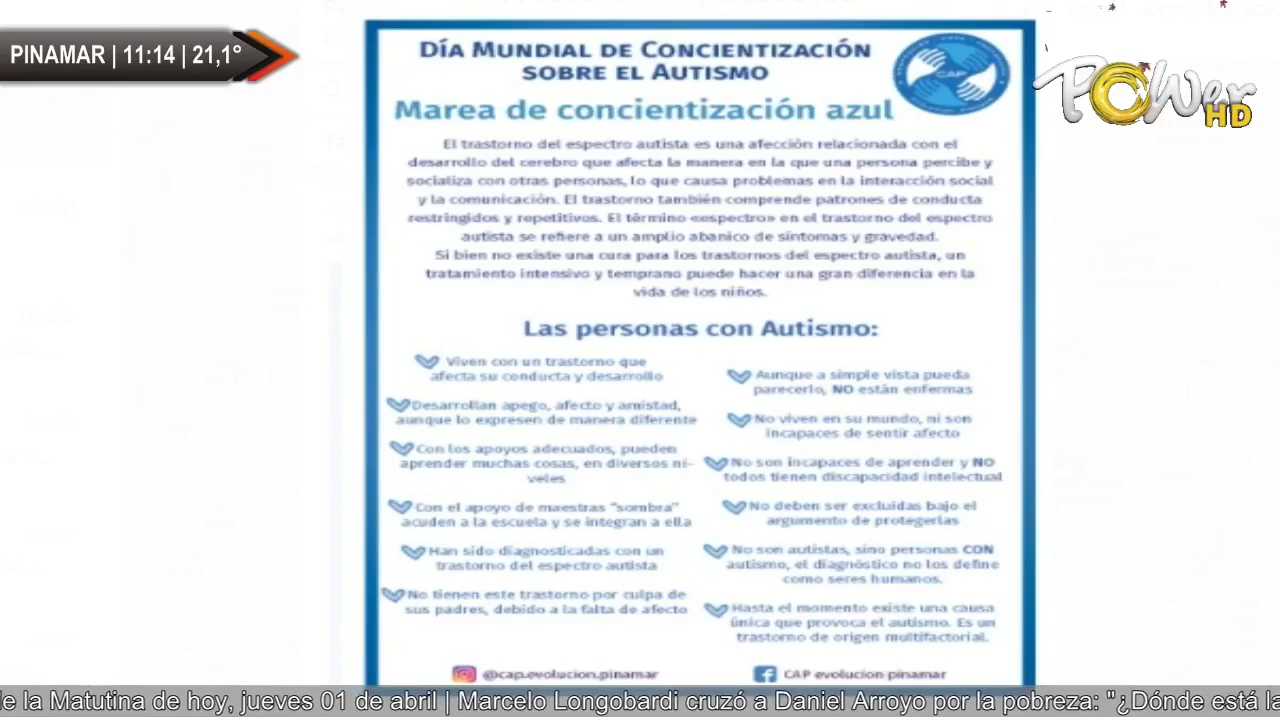 PINAMAR | 11:14 | 21,1°
POWer HD
DÍA MUNDIAL DE CONCIENTIZACIÓN
SOBRE EL AUTISMO
CAP
Marea de concientización azul
El trastorno del espectro autista es una afección relacionada con el
desarrollo del cerebro que afecta la manera en la que una persona percibe y
socializa con otras personas, lo que causa problemas en la interacción social
y la comunicación. El trastorno también comprende patrones de conducta
restringidos y repetitivos. El término «espectro» en el trastorno del espectro
autista se refiere a un amplio abanico de síntomas y gravedad.
Si bien no existe una cura para los trastornos del espectro autista, un
tratamiento intensivo y temprano puede hacer una gran diferencia en la
vida de los niños.
Las personas con Autismo:
Viven con un trastorno que
afecta su conducta y desarrollo
Desarrollan apego, afecto y amistad,
aunque lo expresen de manera diferente
Con los apoyos adecuados, pueden
aprender muchas cosas, en diversos ni-
veles
Con el apoyo de maestras "sombra"
acuden a la escuela y se integran a ella
Han sido diagnosticadas con un
trastorno del espectro autista
No tienen este trastorno por culpa de
sus padres, debido a la falta de afecto
Aunque a simple vista pueda
parecerlo, NO están enfermas
No viven en su mundo, ni son
incapaces de sentir afecto
No son incapaces de aprender y NO
todos tienen discapacidad intelectual
No deben ser excluidas bajo el
argumento de protegerlas
No son autistas, sino personas CON
autismo, el diagnóstico no los define
como seres humanos.
Hasta el momento existe una causa
única que provoca el autismo. Es un
trastorno de origen multifactorial.
@cap.evolucion.pinamar
CAP evolucion pinamar
de la Matutina de hoy, jueves 01 de abril | Marcelo Longobardi cruzó a Daniel Arroyo por la pobreza: "¿Dónde está la